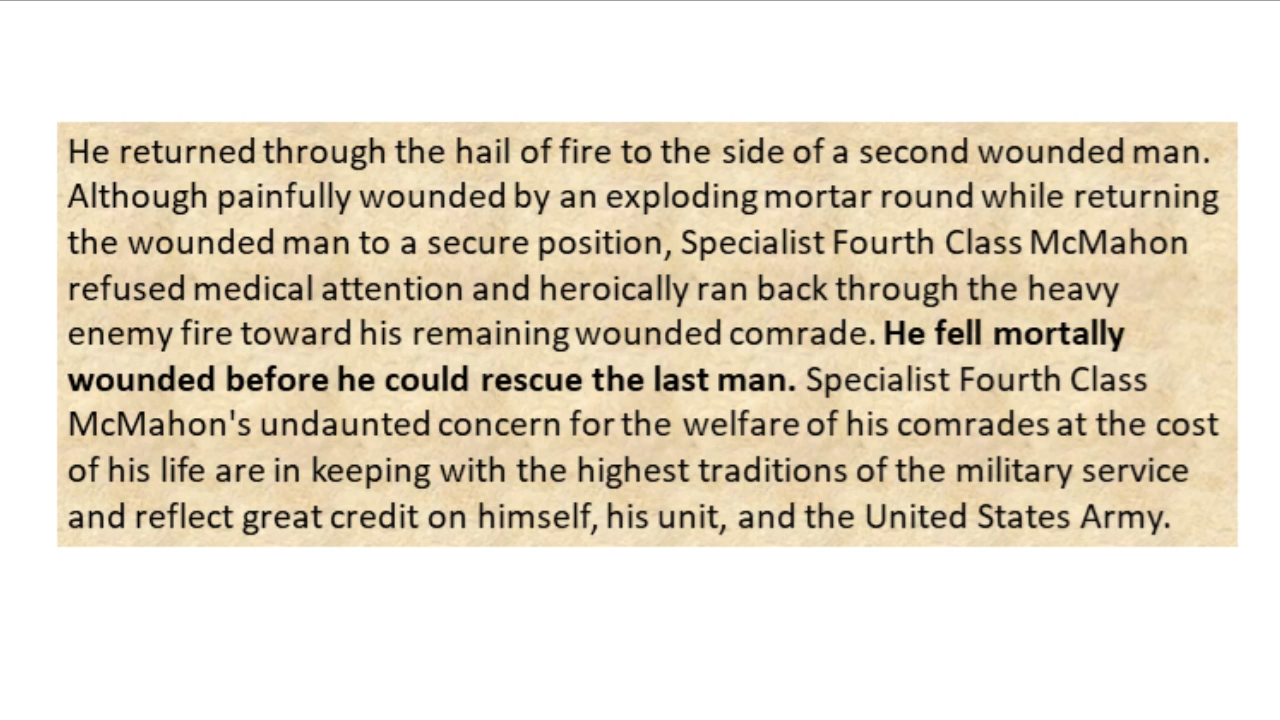 He returned through the hail of fire to the side of a second wounded man.
Although painfully wounded by an exploding mortar round while returning
the wounded man to a secure position, Specialist Fourth Class McMahon
refused medical attention and heroically ran back through the heavy
enemy fire toward his remaining wounded comrade. He fell mortally
wounded before he could rescue the last man. Specialist Fourth Class
McMahon's undaunted concern for the welfare of his comrades at the cost
of his life are in keeping with the highest traditions of the military service
and reflect great credit on himself, his unit, and the United States Army.